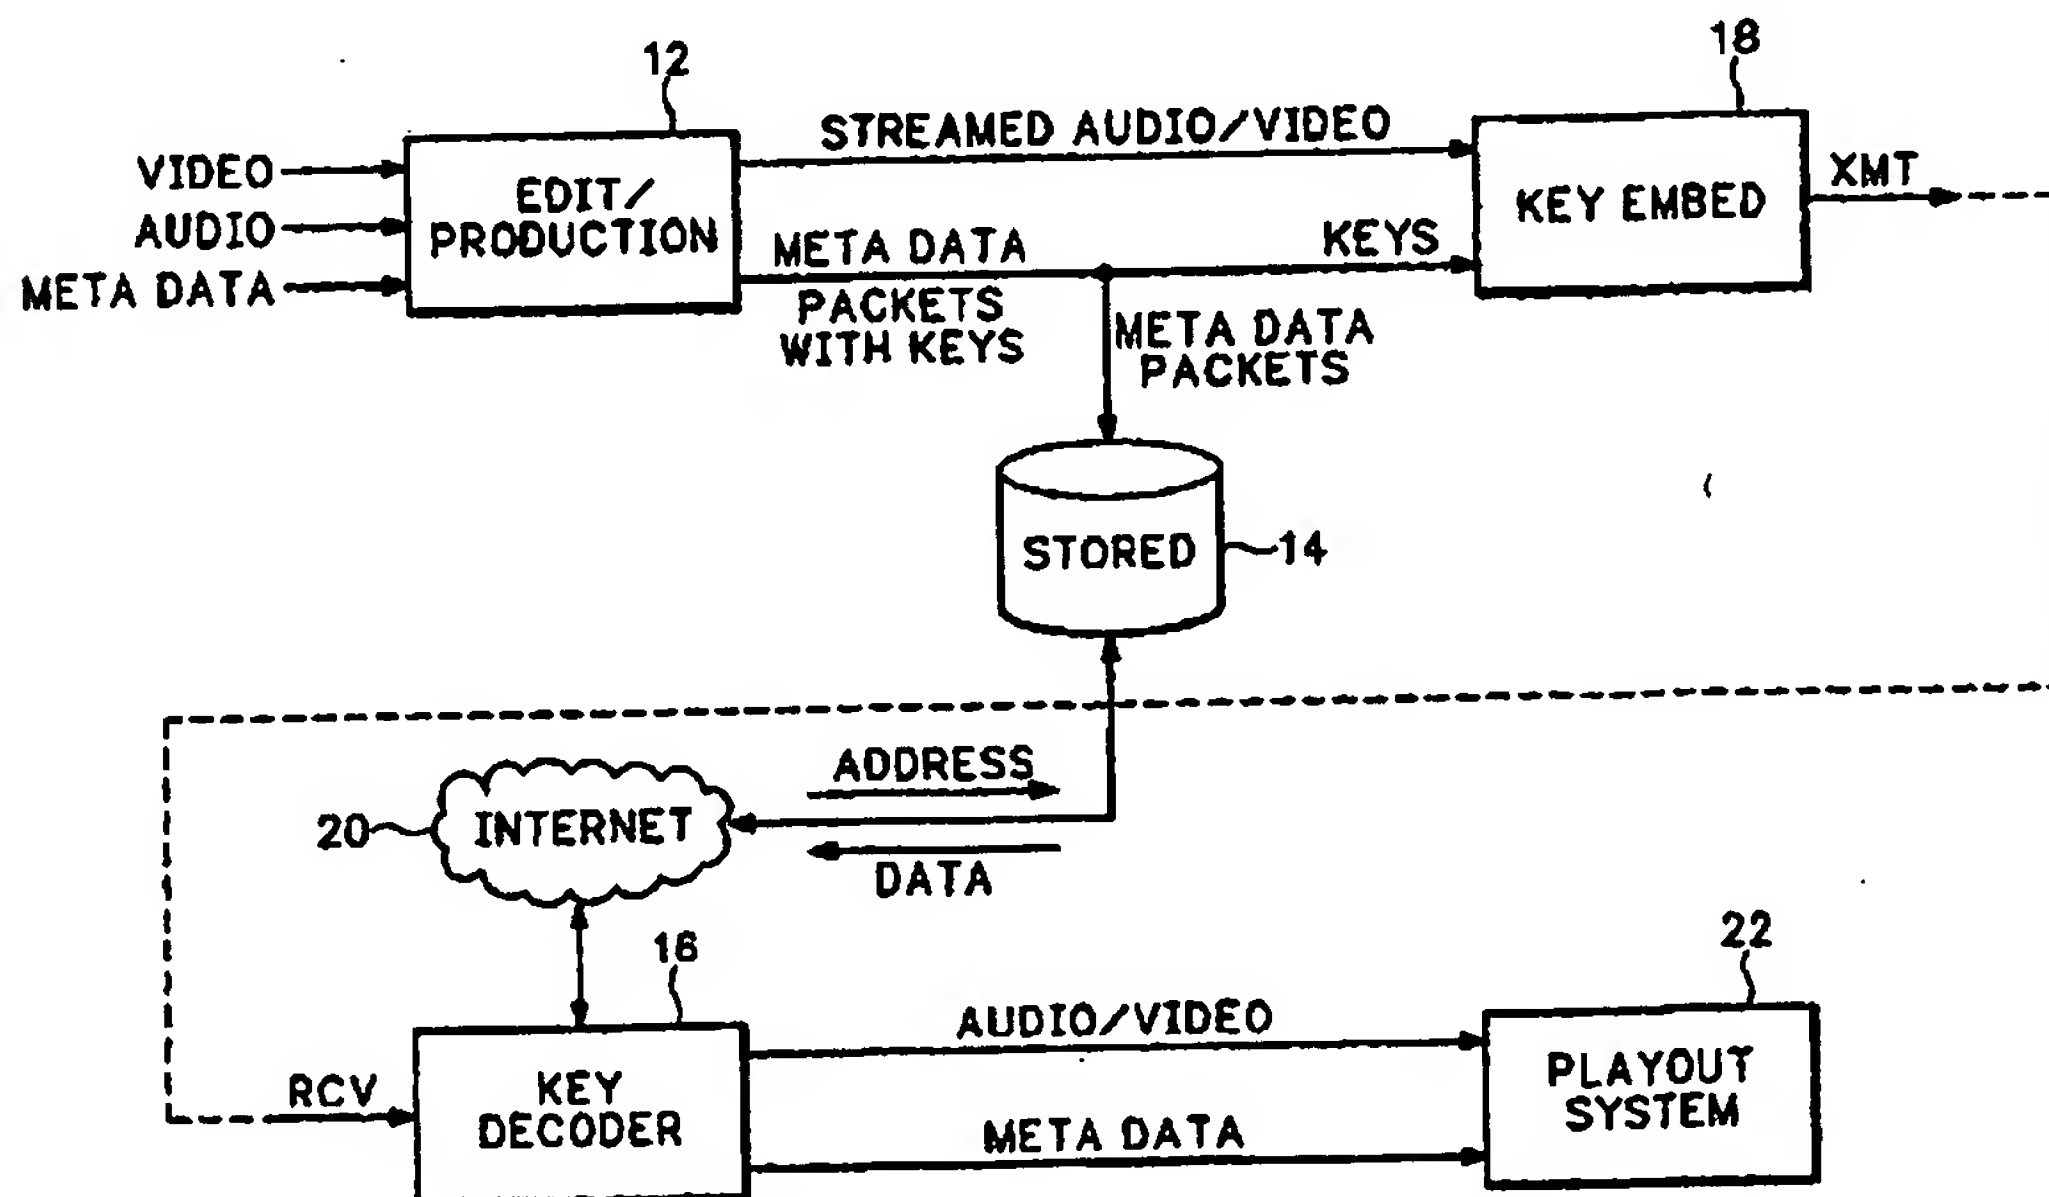 12
18
STREAMED AUDIO/VIDEO
VIDEO
AUDIO
META DATA
EDIT/
PRODUCTION
META DATA
PACKETS
WITH KEYS
KEYS
KEY EMBED
XMT
META DATA
PACKETS
STORED
14
ADDRESS
20
INTERNET
DATA
16
22
AUDIO/VIDEO
RCV
KEY
DECODER
META DATA
PLAYOUT
SYSTEM